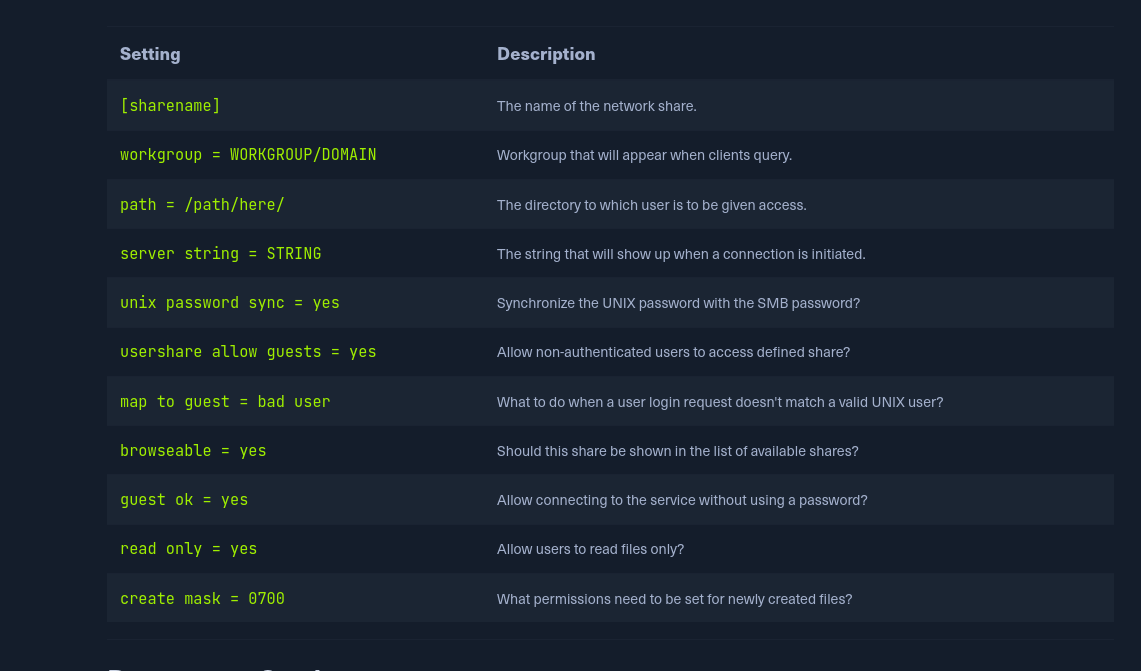 Setting Description
[sharename] The name of the network share.
workgroup = WORKGROUP/DOMAIN Workgroup that will appear when clients query.
path = /path/here/ The directory to which user is to be given access.
server string = STRING The string that will show up when a connection is initiated.
unix password sync = yes Synchronize the UNIX password with the SMB password?
usershare allow guests = yes Allow non-authenticated users to access defined share?
map to guest = bad user What to do when a user login request doesn't match a valid UNIX user?
browseable = yes Should this share be shown in the list of available shares?
guest ok = yes Allow connecting to the service without using a password?
read only = yes Allow users to read files only?
create mask = 0700 What permissions need to be set for newly created files?